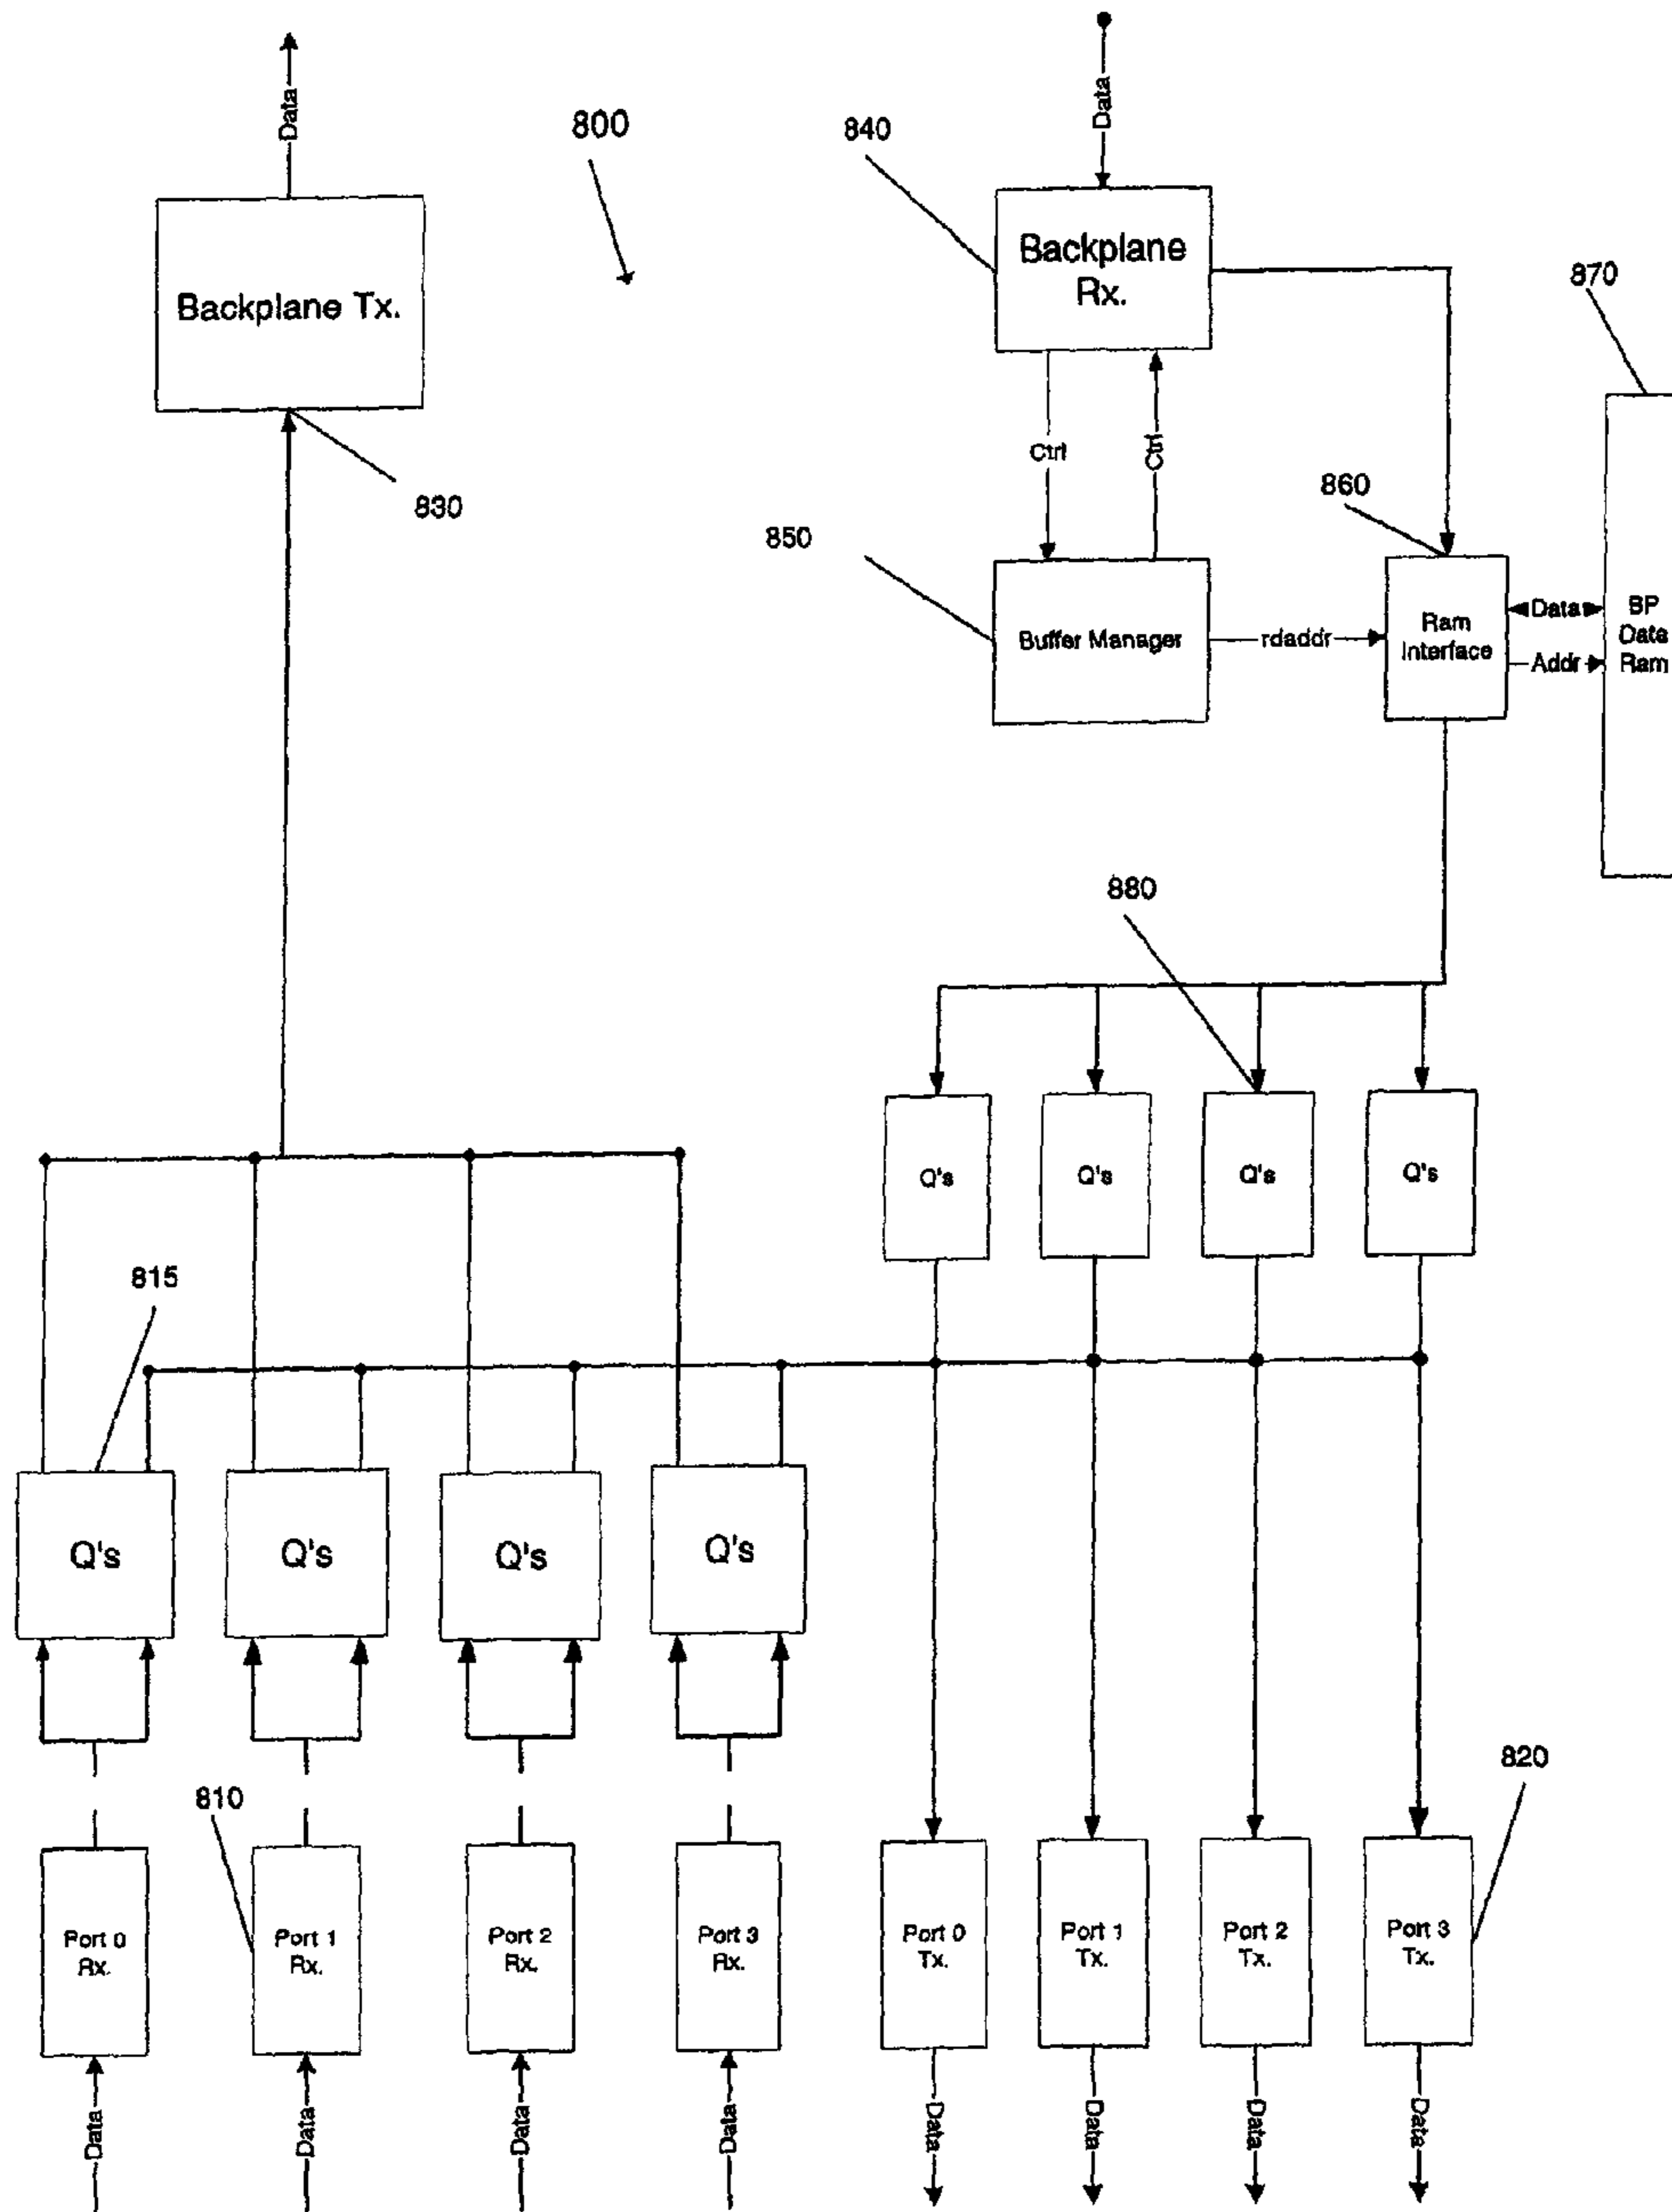 Data
Data
800
840
Backplane Tx.
Backplane
Rx.
870
830
Ctrl
Ctrl
860
850
Buffer Manager
rdaddr
Ram
Interface
Data
Addr
BP
Data
Ram
880
Q's
Q's
Q's
Q's
815
Q's
Q's
Q's
Q's
820
810
Port 0
Rx.
Port 1
Rx.
Port 2
Rx.
Port 3
Rx.
Port 0
Tx.
Port 1
Tx.
Port 2
Tx.
Port 3
Tx.
Data
Data
Data
Data
Data
Data
Data
Data